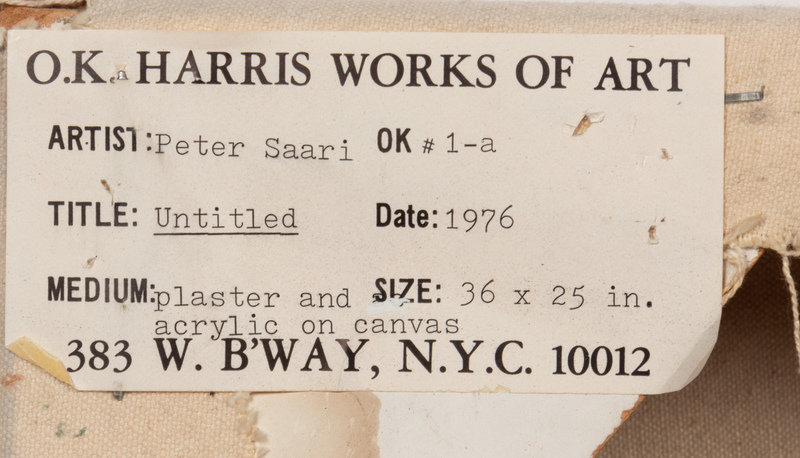 O.K. HARRIS WORKS OF ART
ARTIST: Peter Saari OK # 1-a
TITLE: Untitled Date: 1976
MEDIUM: plaster and SIZE: 36 x 25 in.
acrylic on canvas
383 W. B'WAY, N.Y.C. 10012